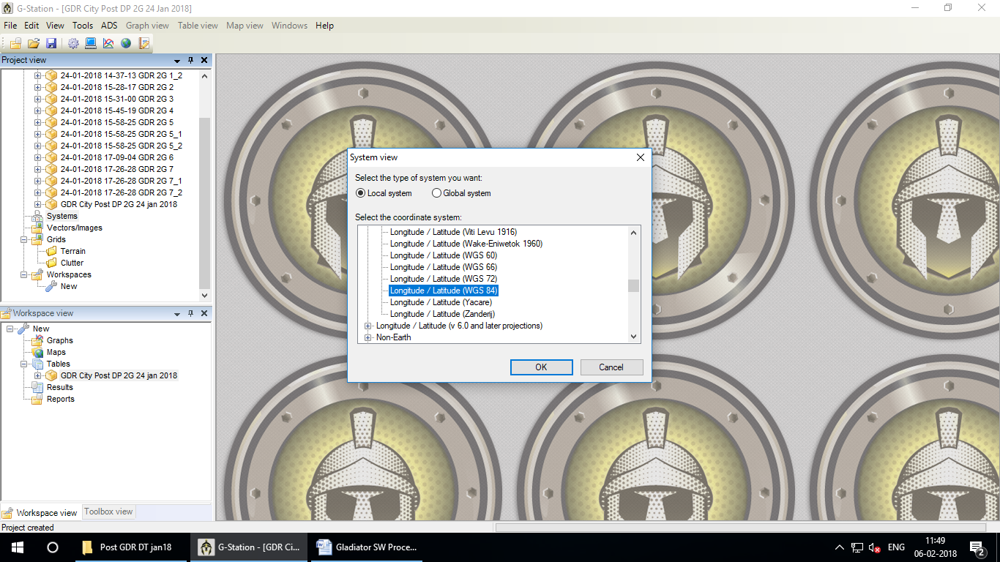 G-Station - [GDR City Post DP 2G 24 Jan 2018]
File Edit View Tools ADS Graph view Table view Map view Windows Help
Project view
24-01-2018 14-37-13 GDR 2G 1_2
24-01-2018 15-28-17 GDR 2G 2
24-01-2018 15-31-00 GDR 2G 3
24-01-2018 15-45-19 GDR 2G 4
24-01-2018 15-58-25 GDR 2G 5
24-01-2018 15-58-25 GDR 2G 5_1
24-01-2018 15-58-25 GDR 2G 5_2
24-01-2018 17-09-04 GDR 2G 6
24-01-2018 17-26-28 GDR 2G 7
24-01-2018 17-26-28 GDR 2G 7_1
24-01-2018 17-26-28 GDR 2G 7_2
GDR City Post DP 2G 24 jan 2018
Systems
Vectors/Images
Grids
Terrain
Clutter
Workspaces
New
Workspace view
New
Graphs
Maps
Tables
GDR City Post DP 2G 24 jan 2018
Results
Reports
Workspace view Toolbox view
Project created
System view
Select the type of system you want:
Local system Global system
Select the coordinate system:
Longitude / Latitude (Viti Levu 1916)
Longitude / Latitude (Wake-Eniwetok 1960)
Longitude / Latitude (WGS 60)
Longitude / Latitude (WGS 66)
Longitude / Latitude (WGS 72)
Longitude / Latitude (WGS 84)
Longitude / Latitude (Yacare)
Longitude / Latitude (Zanderij)
Longitude / Latitude (v 6.0 and later projections)
Non-Earth
OK Cancel
Post GDR DT jan18
G-Station - [GDR Ci...
Gladiator SW Proce...
ENG
11:49
06-02-2018
2